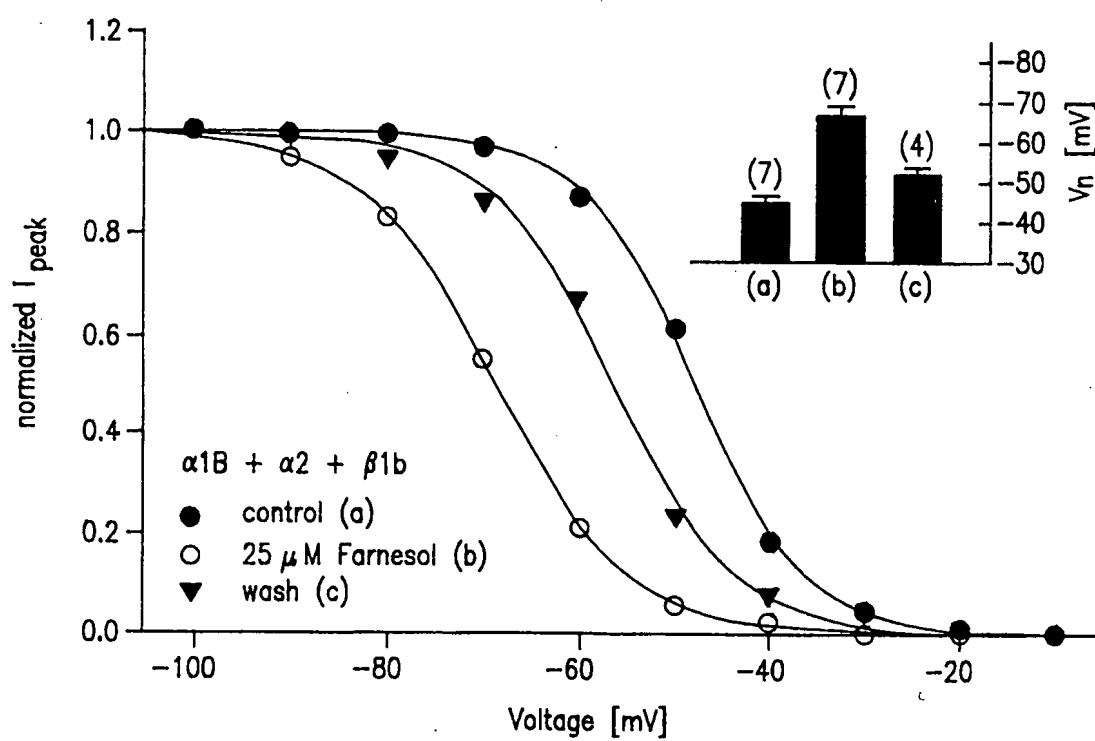 1.2
1.0
0.8
0.6
0.4
0.2
0.0
normalized I peak
−100
−80
−60
−40
−20
Voltage [mV]
α1B + α2 + β1b
control (a)
25 μM Farnesol (b)
wash (c)
(7)
(7)
(4)
(a)
(b)
(c)
−80
−70
−60
−50
−40
−30
Vn [mV]